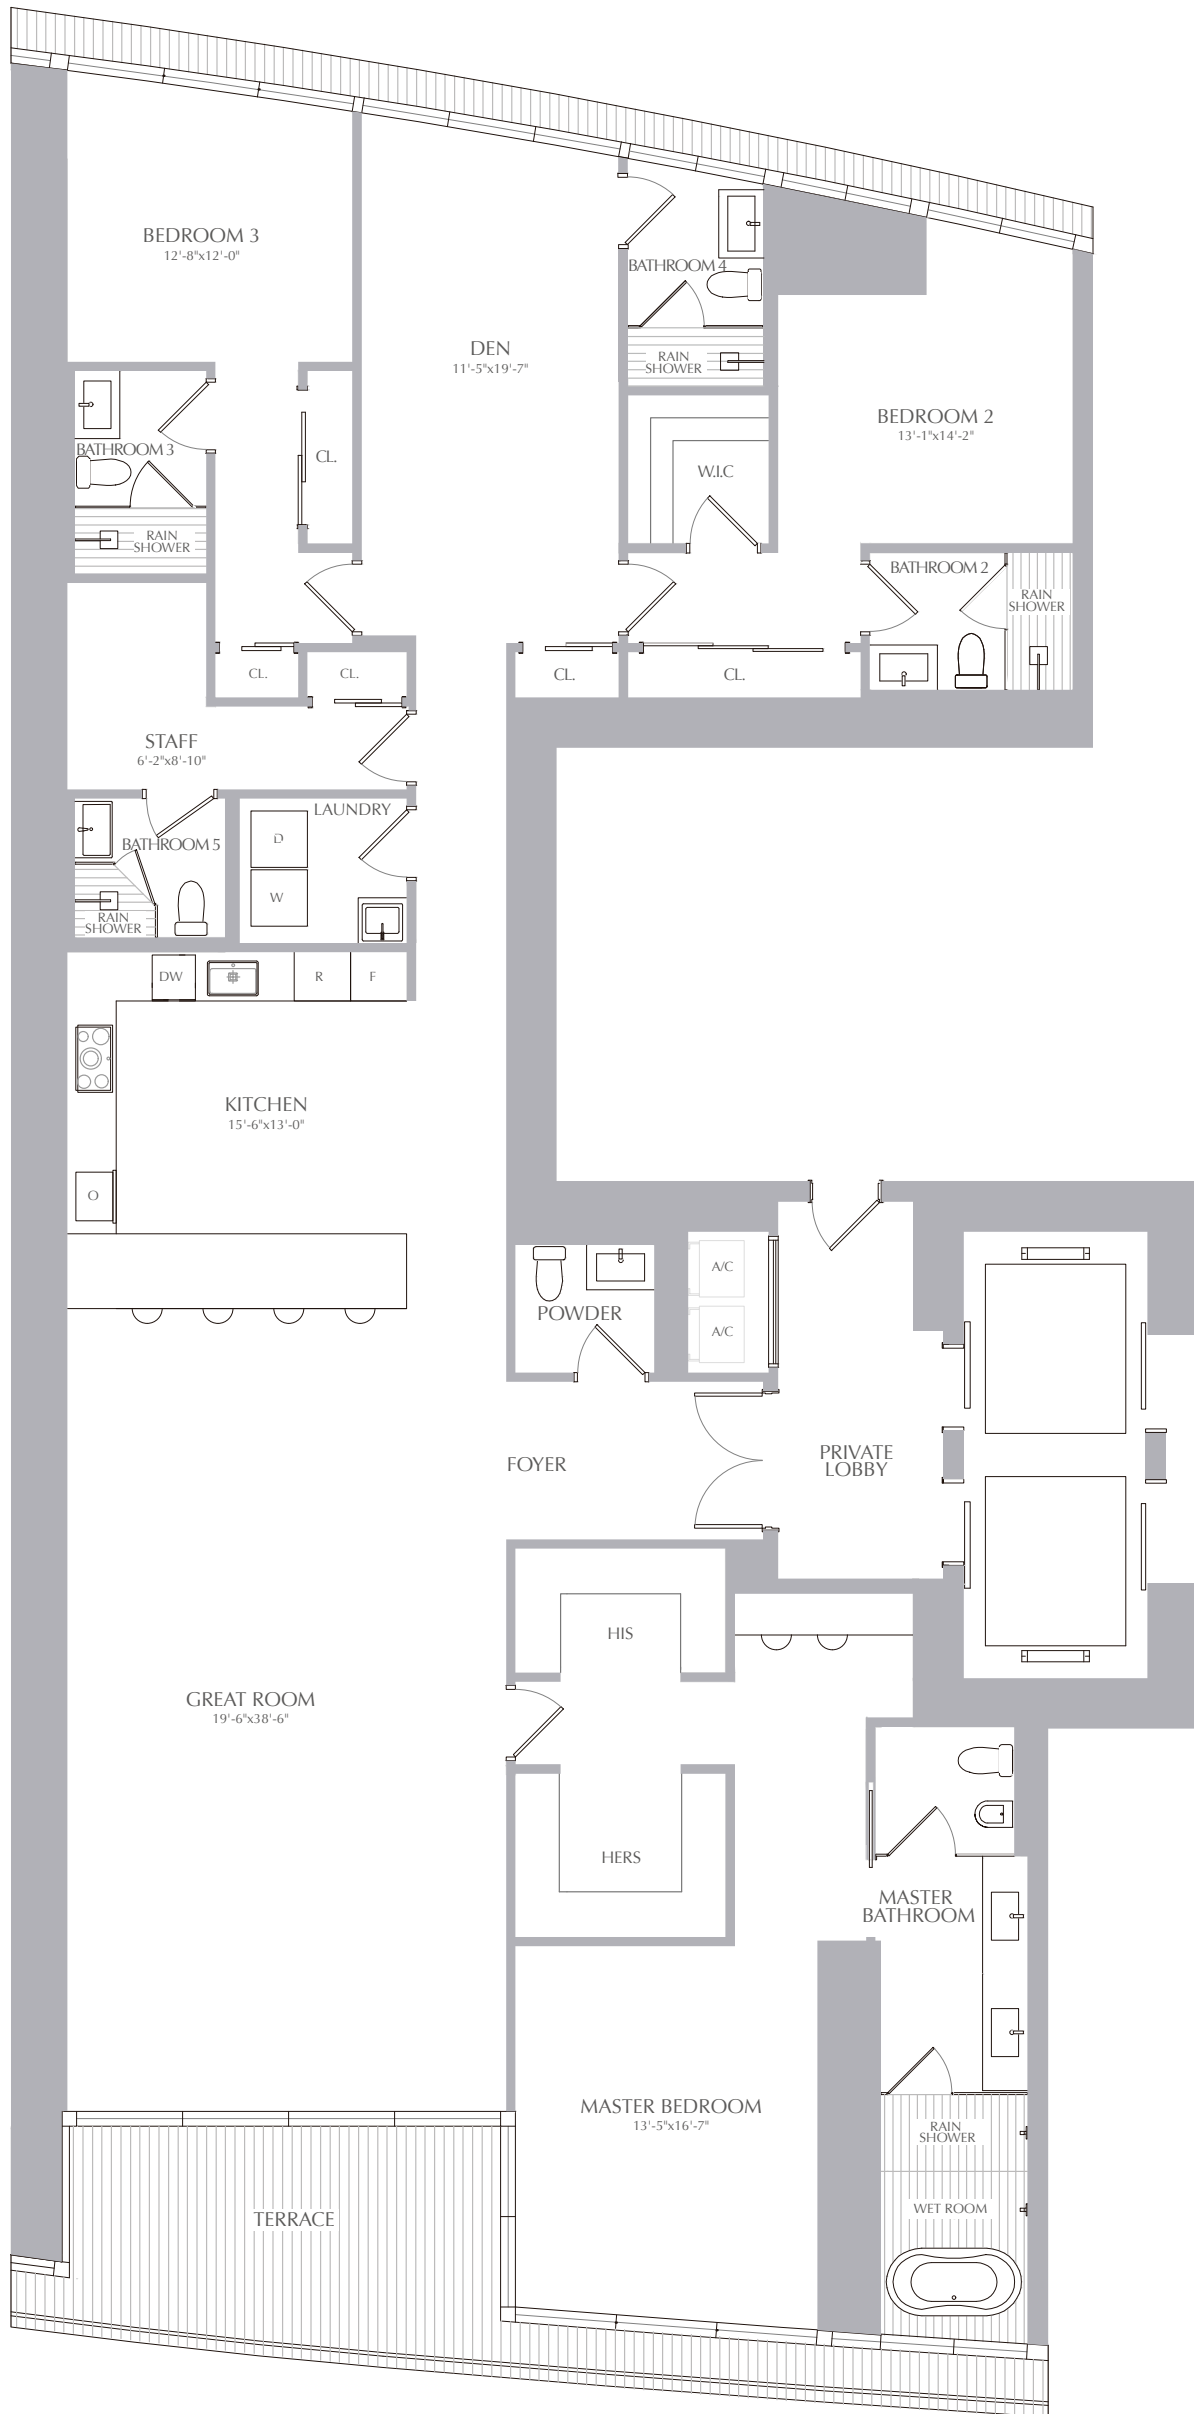 BEDROOM 3
12'-8"x12'-0"
BATHROOM 4
RAIN
SHOWER
DEN
11'-5"x19'-7"
BEDROOM 2
13'-1"x14'-2"
BATHROOM 3
CL.
W.I.C
RAIN
SHOWER
BATHROOM 2
RAIN
SHOWER
CL.
CL.
CL.
CL.
STAFF
6'-2"x8'-10"
LAUNDRY
D
BATHROOM 5
W
RAIN
SHOWER
DW
R
F
KITCHEN
15'-6"x13'-0"
O
A/C
POWDER
A/C
FOYER
PRIVATE
LOBBY
HIS
GREAT ROOM
19'-6"x38'-6"
HERS
MASTER
BATHROOM
MASTER BEDROOM
13'-5"x16'-7"
RAIN
SHOWER
WET ROOM
TERRACE